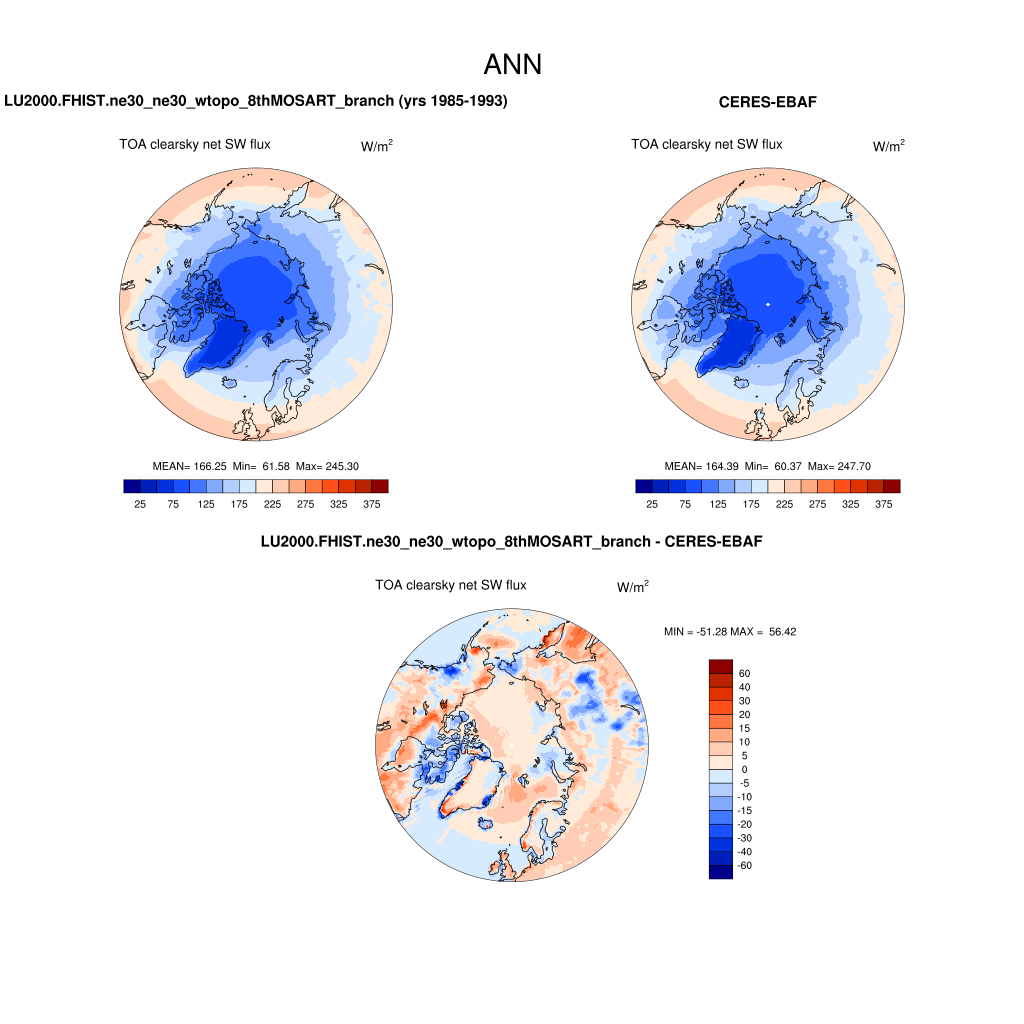 ANN
LU2000.FHIST.ne30_ne30_wtopo_8thMOSART_branch (yrs 1985-1993)
CERES-EBAF
TOA clearsky net SW flux W/m²
TOA clearsky net SW flux W/m²
MEAN= 166.25 Min= 61.58 Max= 245.30
MEAN= 164.39 Min= 60.37 Max= 247.70
25 75 125 175 225 275 325 375
25 75 125 175 225 275 325 375
LU2000.FHIST.ne30_ne30_wtopo_8thMOSART_branch - CERES-EBAF
TOA clearsky net SW flux W/m²
MIN = -51.28 MAX = 56.42
60
40
30
20
15
10
5
0
-5
-10
-15
-20
-30
-40
-60